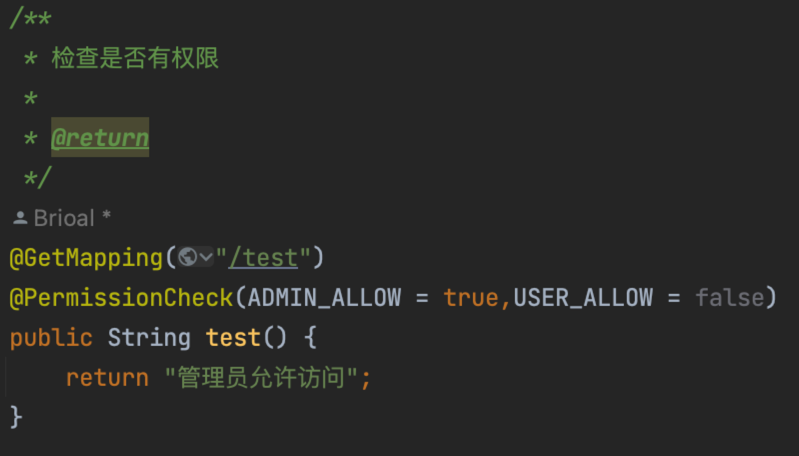 /**
* 检查是否有权限
*
* @return
*/
Brioal *
@GetMapping("/test")
@PermissionCheck(ADMIN_ALLOW = true,USER_ALLOW = false)
public String test() {
return "管理员允许访问";
}